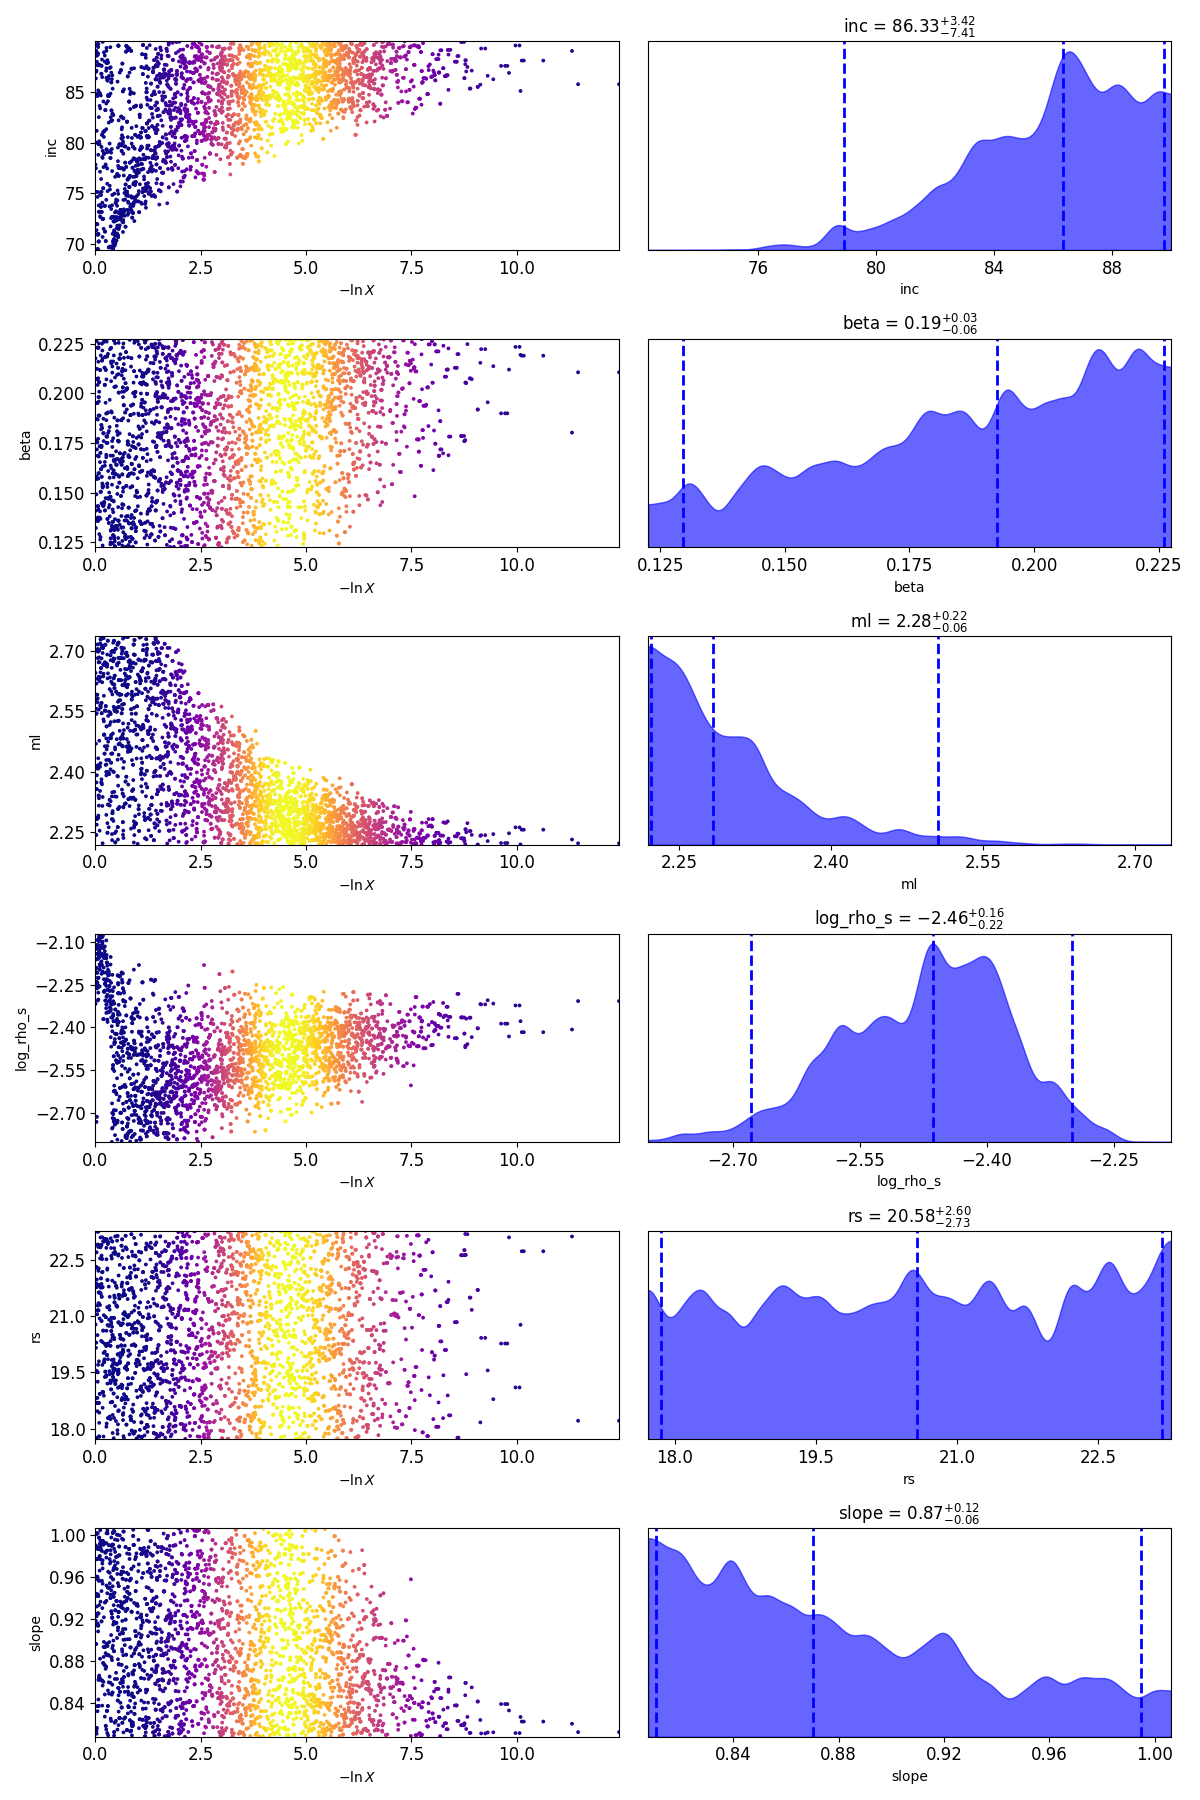 inc = 86.33 +3.42 −7.41
85
80
75
70
inc
0.0 2.5 5.0 7.5 10.0
−ln X
76 80 84 88
inc
beta = 0.19 +0.03 −0.06
0.225
0.200
0.175
0.150
0.125
beta
0.0 2.5 5.0 7.5 10.0
−ln X
0.125 0.150 0.175 0.200 0.225
beta
ml = 2.28 +0.22 −0.06
2.70
2.55
2.40
2.25
ml
0.0 2.5 5.0 7.5 10.0
−ln X
2.25 2.40 2.55 2.70
ml
log_rho_s = −2.46 +0.16 −0.22
−2.10
−2.25
−2.40
−2.55
−2.70
log_rho_s
0.0 2.5 5.0 7.5 10.0
−ln X
−2.70 −2.55 −2.40 −2.25
log_rho_s
rs = 20.58 +2.60 −2.73
22.5
21.0
19.5
18.0
rs
0.0 2.5 5.0 7.5 10.0
−ln X
18.0 19.5 21.0 22.5
rs
slope = 0.87 +0.12 −0.06
1.00
0.96
0.92
0.88
0.84
slope
0.0 2.5 5.0 7.5 10.0
−ln X
0.84 0.88 0.92 0.96 1.00
slope